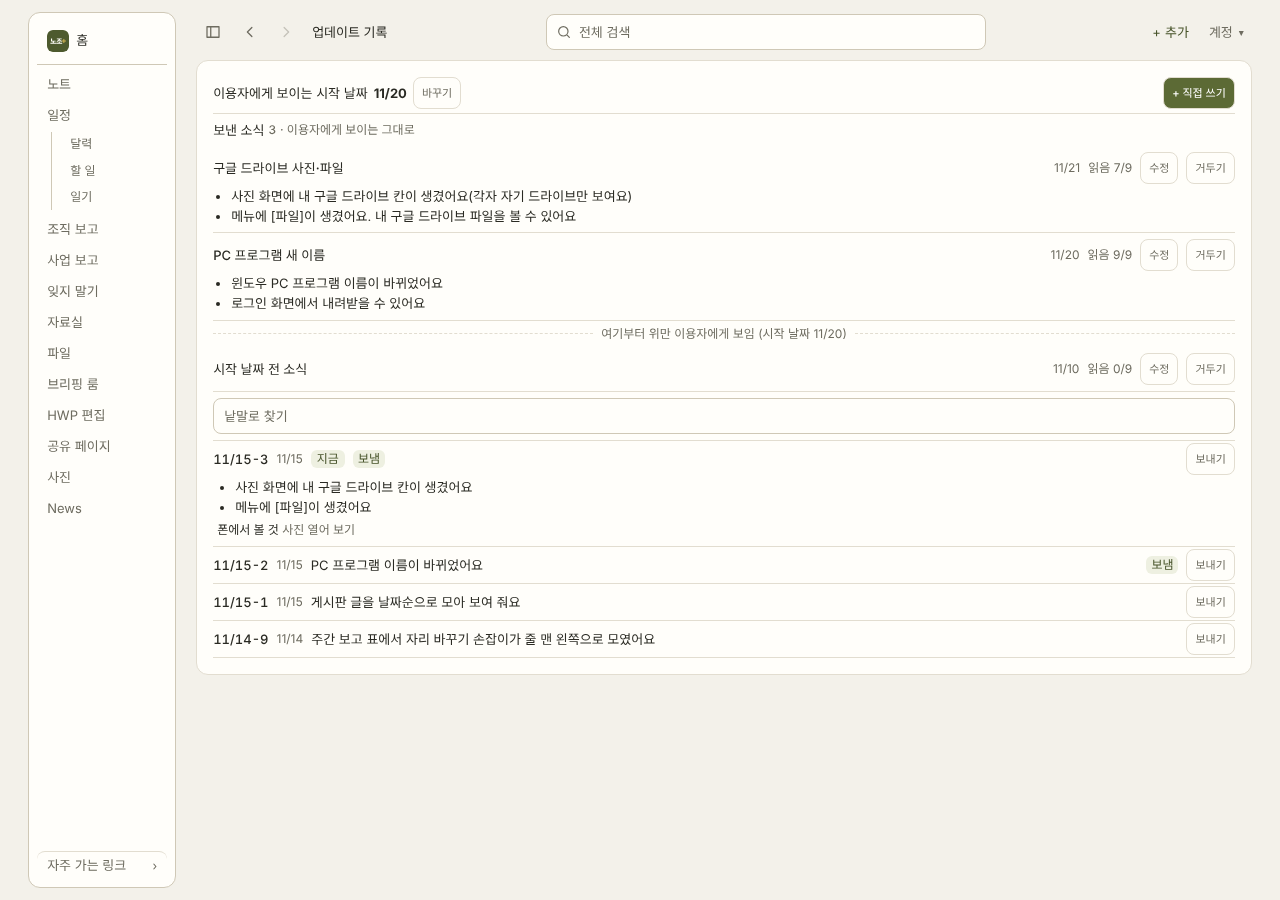 노조
홈
노트
일정
달력
할 일
일기
조직 보고
사업 보고
잊지 말기
자료실
파일
브리핑 룸
HWP 편집
공유 페이지
사진
News
자주 가는 링크 ›
업데이트 기록
전체 검색
+ 추가 계정 ▾
이용자에게 보이는 시작 날짜 11/20 바꾸기 + 직접 쓰기
보낸 소식 3 · 이용자에게 보이는 그대로
구글 드라이브 사진·파일 11/21 읽음 7/9 수정 거두기
• 사진 화면에 내 구글 드라이브 칸이 생겼어요(각자 자기 드라이브만 보여요)
• 메뉴에 [파일]이 생겼어요. 내 구글 드라이브 파일을 볼 수 있어요
PC 프로그램 새 이름 11/20 읽음 9/9 수정 거두기
• 윈도우 PC 프로그램 이름이 바뀌었어요
• 로그인 화면에서 내려받을 수 있어요
여기부터 위만 이용자에게 보임 (시작 날짜 11/20)
시작 날짜 전 소식 11/10 읽음 0/9 수정 거두기
낱말로 찾기
11/15-3 11/15 지금 보냄 보내기
• 사진 화면에 내 구글 드라이브 칸이 생겼어요
• 메뉴에 [파일]이 생겼어요
폰에서 볼 것 사진 열어 보기
11/15-2 11/15 PC 프로그램 이름이 바뀌었어요 보냄 보내기
11/15-1 11/15 게시판 글을 날짜순으로 모아 보여 줘요 보내기
11/14-9 11/14 주간 보고 표에서 자리 바꾸기 손잡이가 줄 맨 왼쪽으로 모였어요 보내기